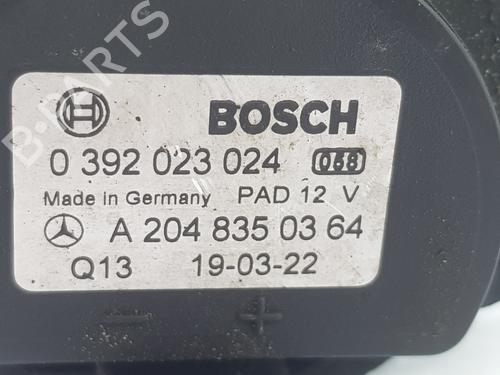 BOSCH
0 392 023 024 068
Made in Germany PAD 12 V
A 204 835 03 64
Q13 19-03-22
- +
B-PARTS